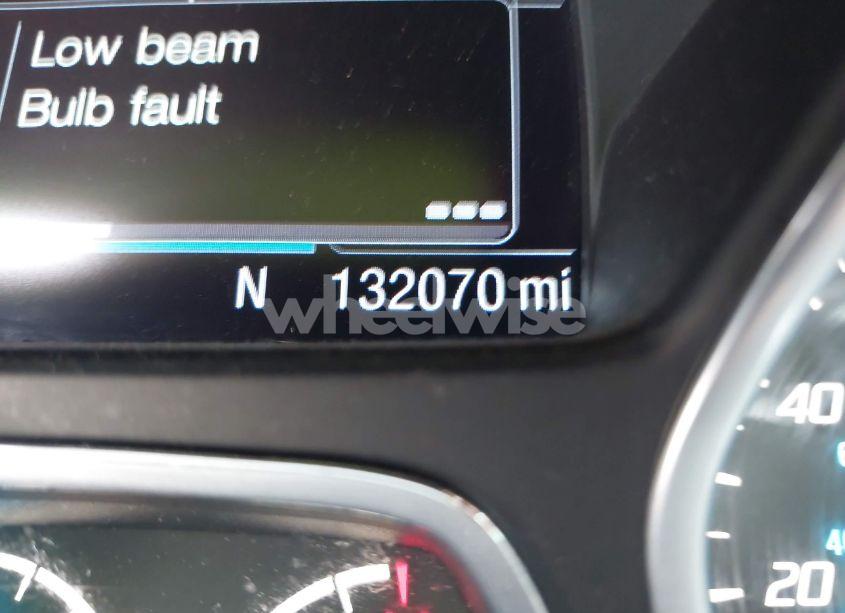 Low beam
Bulb fault
N 132070 mi
wheelwise
40
20